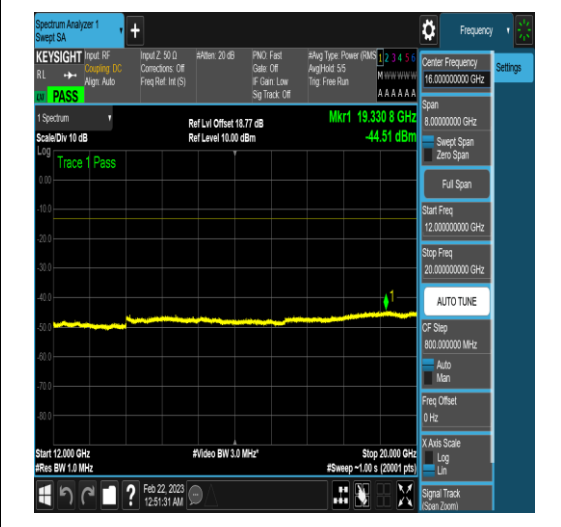 Spectrum Analyzer 1
Swept SA
+
Frequency
KEYSIGHT
RL
Input: RF
Coupling: DC
Align: Auto
Input Z: 50 Ω
Corrections: Off
Freq Ref: Int (S)
#Atten: 20 dB
PNO: Fast
Gate: Off
IF Gain: Low
Sig Track: Off
#Avg Type: Power (RMS
Avg|Hold: 5/5
Trig: Free Run
1 2 3 4 5 6
M W W W W W
A A A A A A
PASS
1 Spectrum
Scale/Div 10 dB
Ref Lvl Offset 18.77 dB
Ref Level 10.00 dBm
Mkr1 19.330 8 GHz
-44.51 dBm
Log
Trace 1 Pass
0.00
-10.0
-20.0
-30.0
-40.0
-50.0
-60.0
-70.0
-80.0
1
Start 12.000 GHz
#Res BW 1.0 MHz
#Video BW 3.0 MHz*
Stop 20.000 GHz
#Sweep ~1.00 s (20001 pts)
Feb 22, 2023
12:51:31 AM
?
Settings
Center Frequency
16.000000000 GHz
Span
8.00000000 GHz
Swept Span
Zero Span
Full Span
Start Freq
12.000000000 GHz
Stop Freq
20.000000000 GHz
AUTO TUNE
CF Step
800.000000 MHz
Auto
Man
Freq Offset
0 Hz
X Axis Scale
Log
Lin
Signal Track
(Span Zoom)